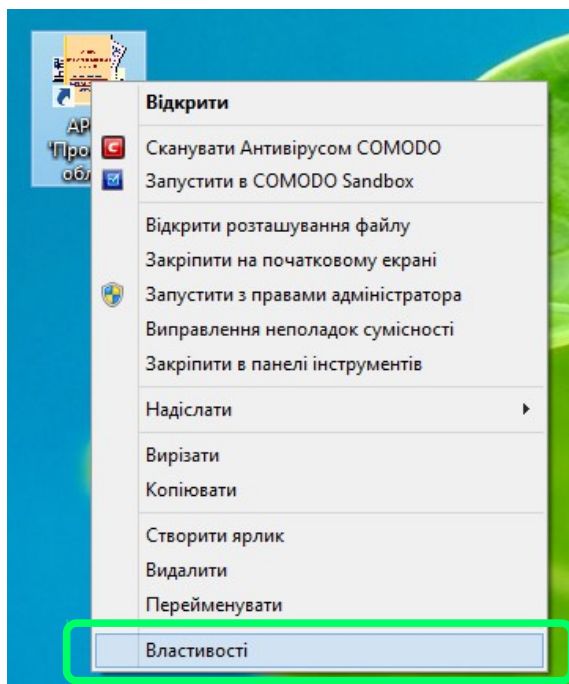 Відкрити
Сканувати Антивірусом COMODO
Запустити в COMODO Sandbox
Відкрити розташування файлу
Закріпити на початковому екрані
Запустити з правами адміністратора
Виправлення неполадок сумісності
Закріпити в панелі інструментів
Надіслати
Вирізати
Копіювати
Створити ярлик
Видалити
Перейменувати
Властивості